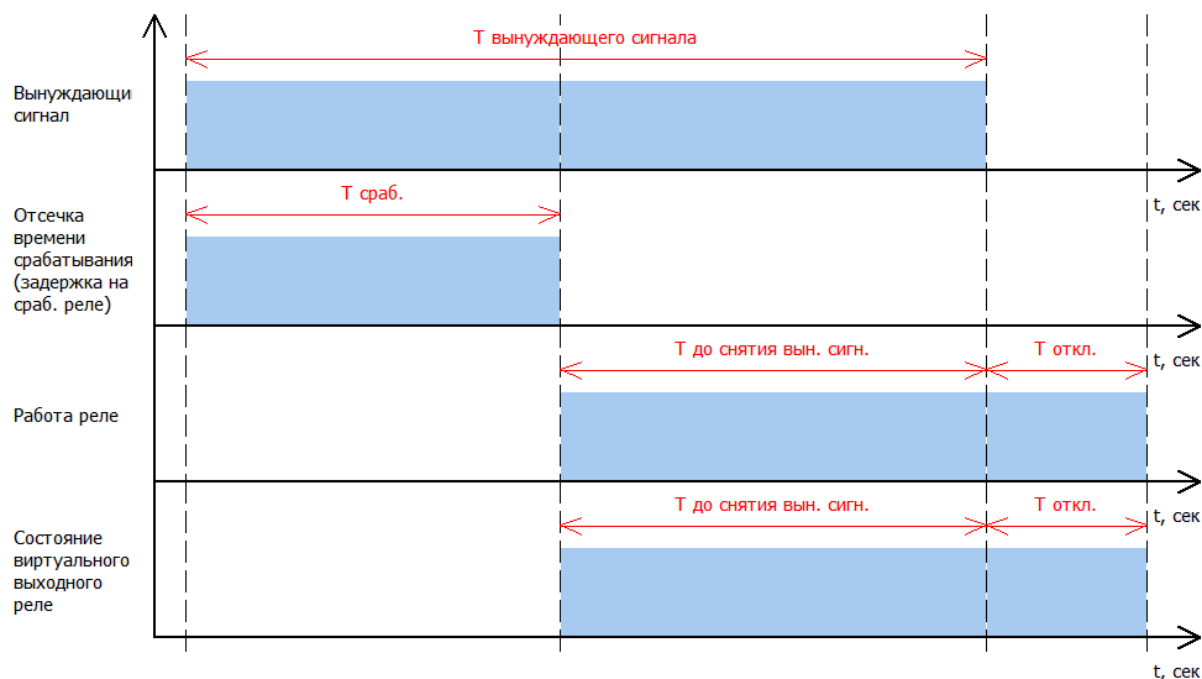 Т вынуждающего сигнала
Вынуждающи
сигнал
t, сек
Т сраб.
Отсечка
времени
срабатывания
(задержка на
сраб. реле)
t, сек
Т до снятия вын. сигн.
Т откл.
Работа реле
t, сек
Т до снятия вын. сигн.
Т откл.
Состояние
виртуального
выходного
реле
t, сек